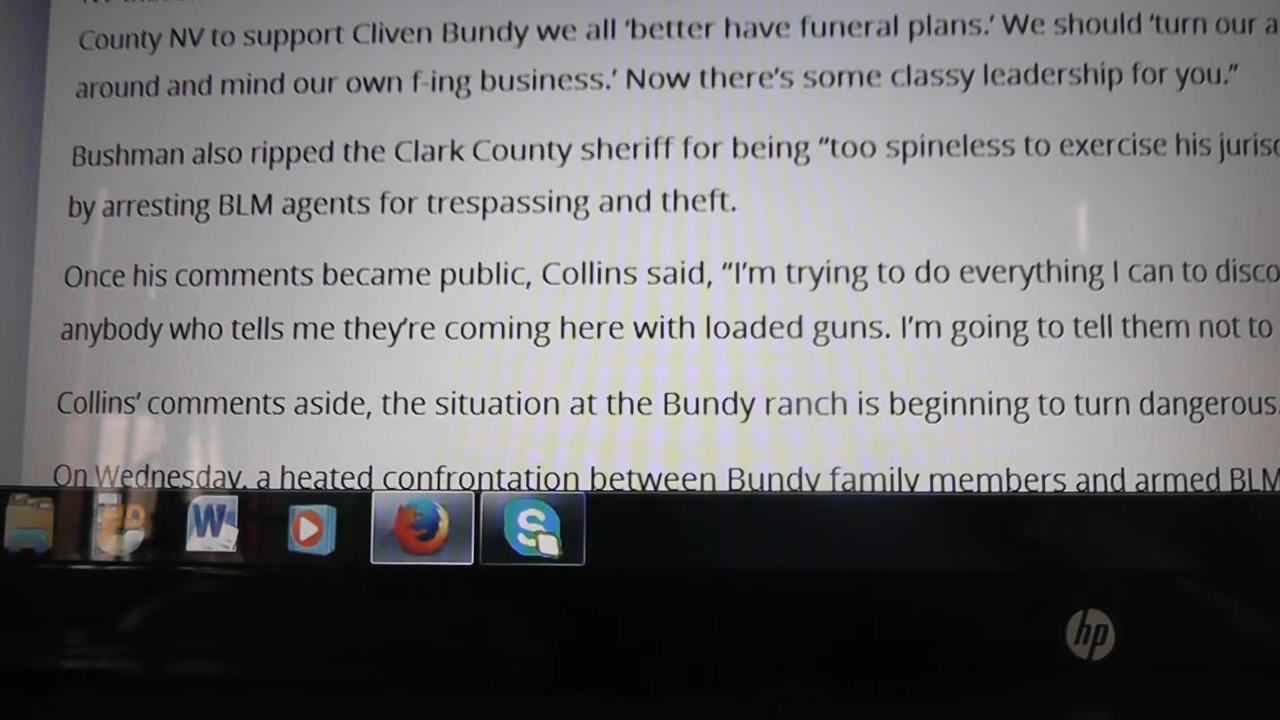 County NV to support Cliven Bundy we all ‘better have funeral plans.’ We should ‘turn our a
around and mind our own f-ing business.’ Now there’s some classy leadership for you.”
Bushman also ripped the Clark County sheriff for being “too spineless to exercise his jurisd
by arresting BLM agents for trespassing and theft.
Once his comments became public, Collins said, “I’m trying to do everything I can to disco
anybody who tells me they’re coming here with loaded guns. I’m going to tell them not to
Collins’ comments aside, the situation at the Bundy ranch is beginning to turn dangerous.
On Wednesday, a heated confrontation between Bundy family members and armed BLM
W
S
hp